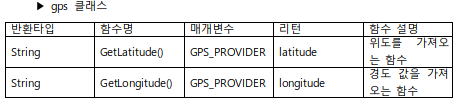 ▶ gps 클래스
반환타입 함수명 매개변수 리턴 함수 설명
String GetLatitude() GPS_PROVIDER latitude 위도를 가져오
는 함수
String GetLongitude() GPS_PROVIDER longitude 경도 값을 가져
오는 함수